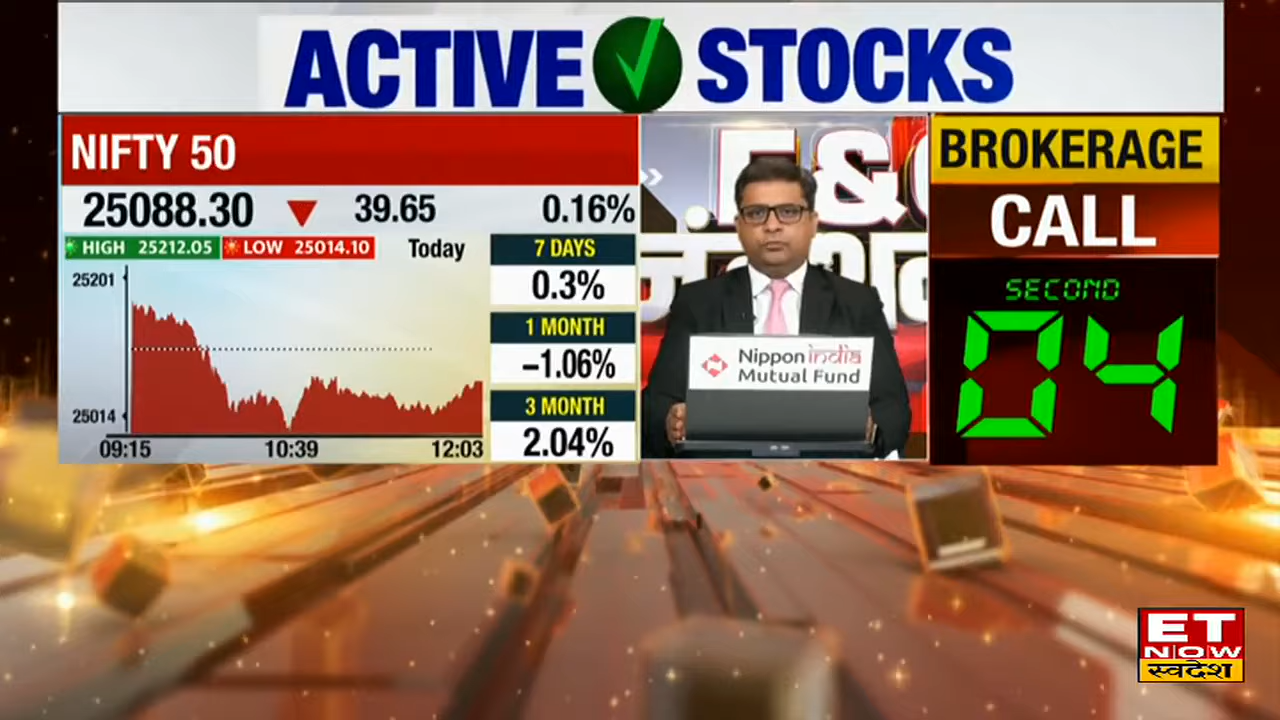 ACTIVE STOCKS
NIFTY 50
25088.30 39.65 0.16%
HIGH 25212.05 LOW 25014.10 Today
25201
25014
09:15 10:39 12:03
7 DAYS
0.3%
1 MONTH
-1.06%
3 MONTH
2.04%
F&
Nippon india
Mutual Fund
BROKERAGE
CALL
SECOND
04
ET
NOW
स्वदेश